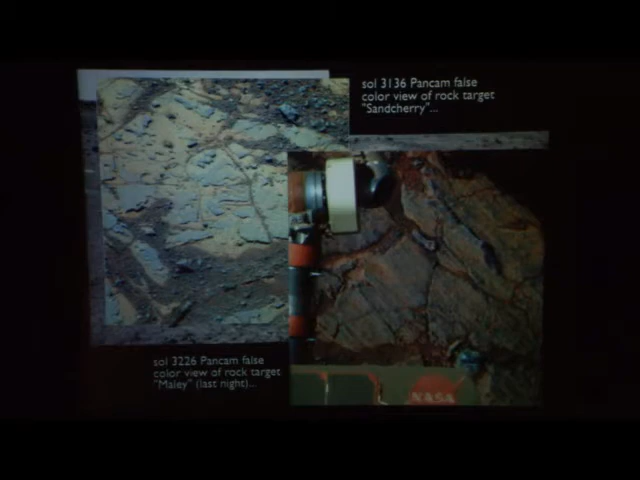 sol 3136 Pancam false
color view of rock target
"Sandcherry"...
sol 3226 Pancam false
color view of rock target
"Maley" (last night)...
NASA